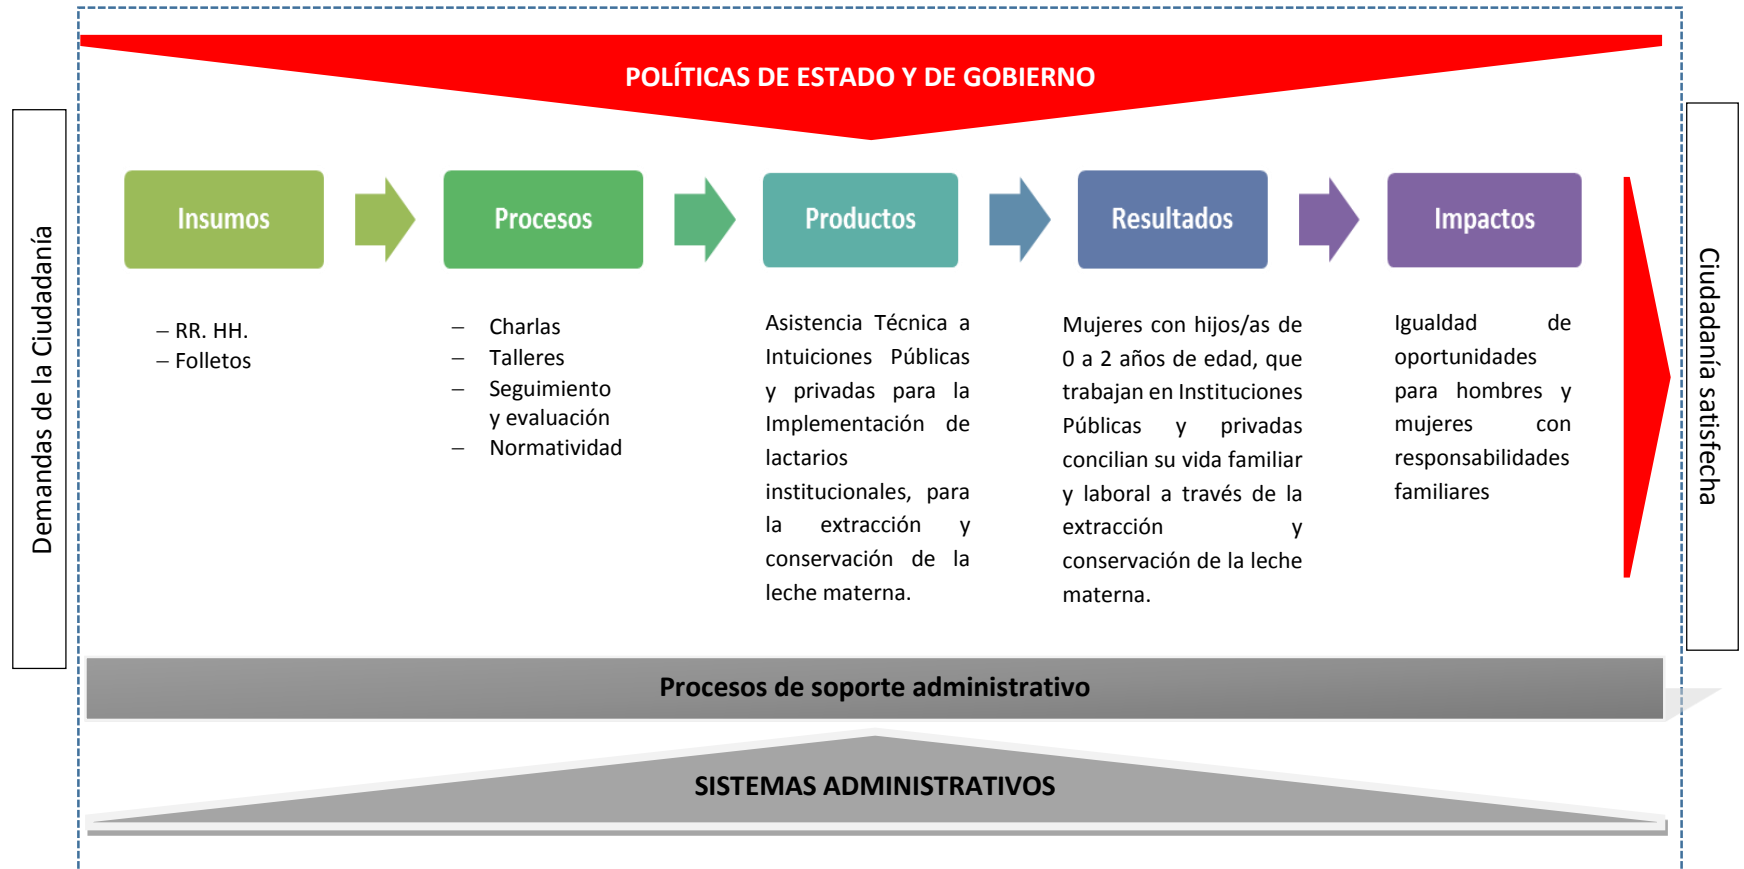 POLÍTICAS DE ESTADO Y DE GOBIERNO
Demandas de la Ciudadanía
Insumos
Procesos
Productos
Resultados
Impactos
– RR. HH.
– Folletos
– Charlas
– Talleres
– Seguimiento
y evaluación
– Normatividad
Asistencia Técnica a
Intuiciones Públicas
y privadas para la
Implementación de
lactarios
institucionales, para
la extracción y
conservación de la
leche materna.
Mujeres con hijos/as de
0 a 2 años de edad, que
trabajan en Instituciones
Públicas y privadas
concilian su vida familiar
y laboral a través de la
extracción y
conservación de la leche
materna.
Igualdad de
oportunidades
para hombres y
mujeres con
responsabilidades
familiares
Ciudadanía satisfecha
Procesos de soporte administrativo
SISTEMAS ADMINISTRATIVOS